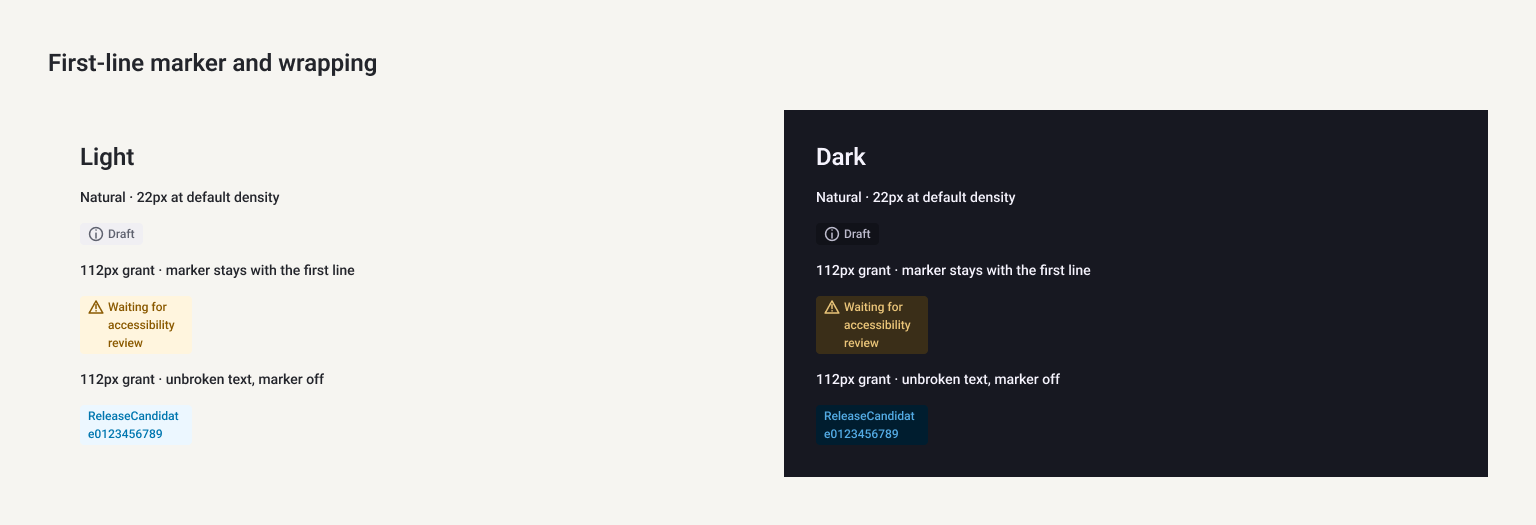 First-line marker and wrapping
Light
Natural · 22px at default density
Draft
112px grant · marker stays with the first line
Waiting for
accessibility
review
112px grant · unbroken text, marker off
ReleaseCandidat
e0123456789
Dark
Natural · 22px at default density
Draft
112px grant · marker stays with the first line
Waiting for
accessibility
review
112px grant · unbroken text, marker off
ReleaseCandidat
e0123456789